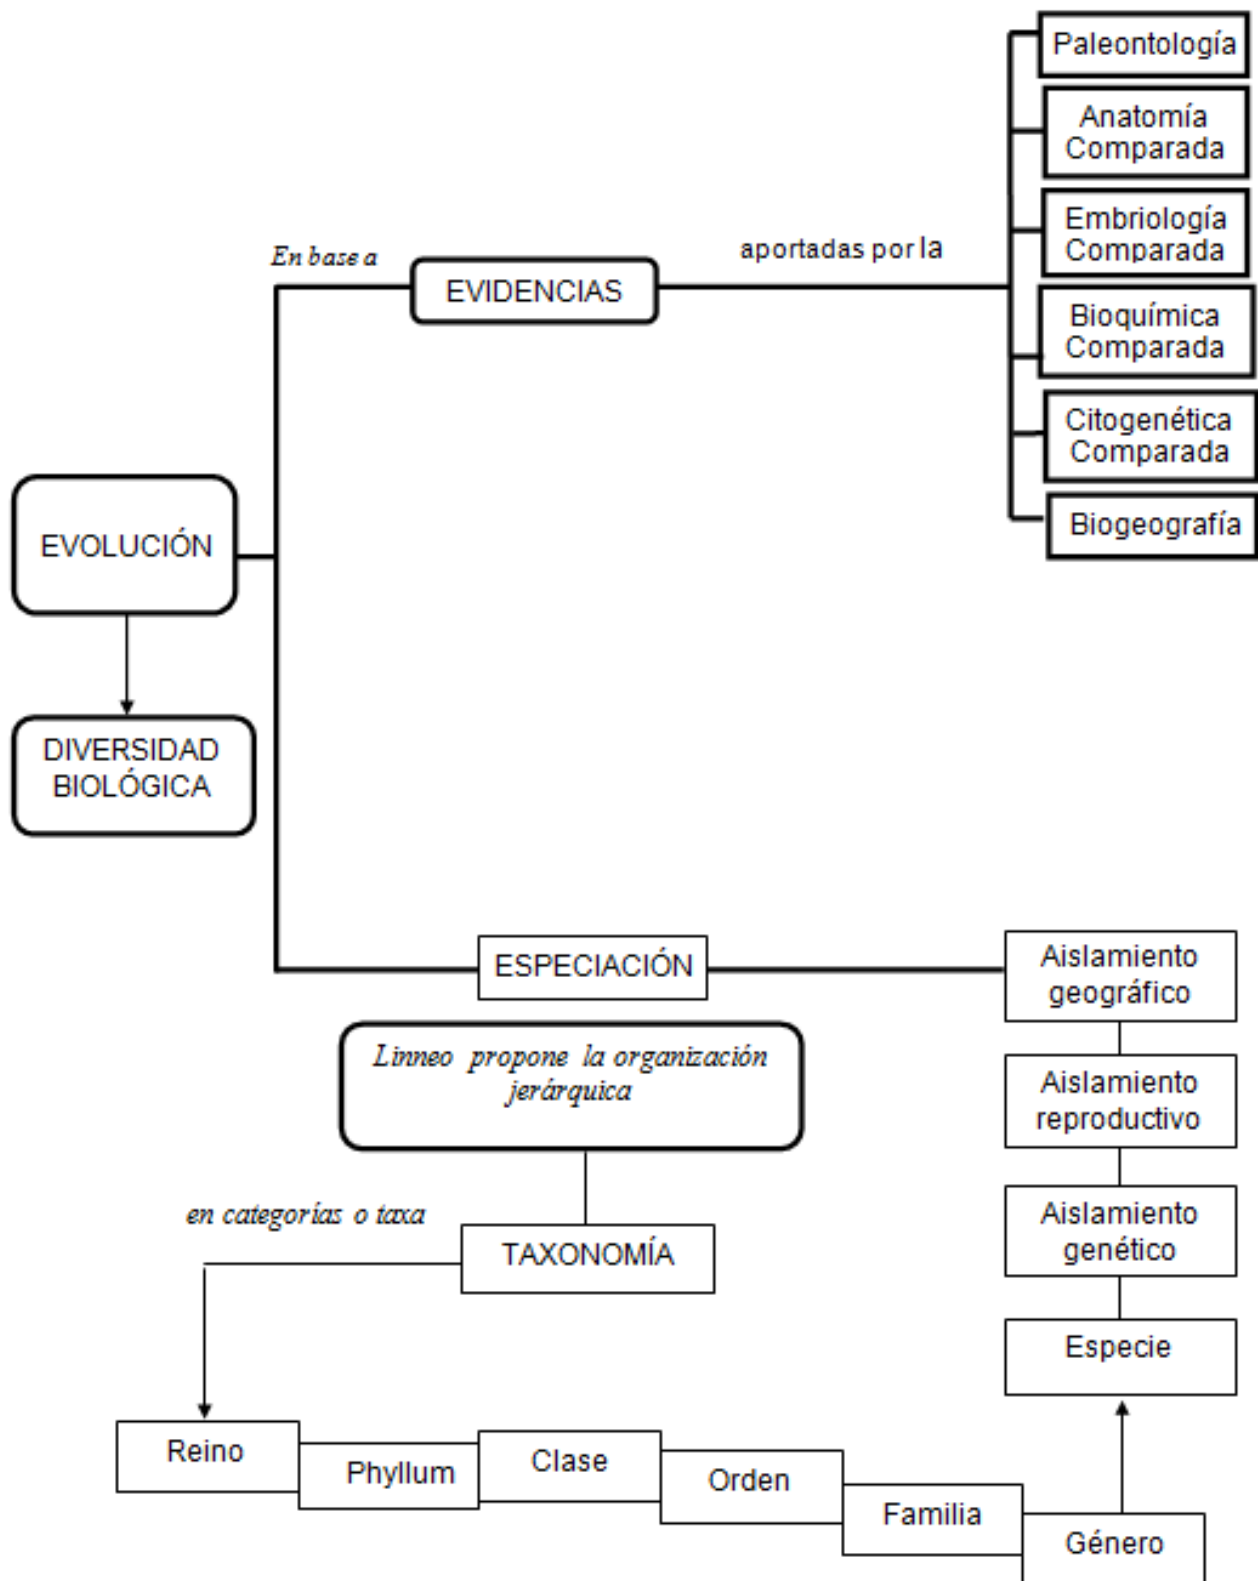 Paleontología
Anatomía
Comparada
Embriología
Comparada
En base a
aportadas por la
EVIDENCIAS
Bioquímica
Comparada
Citogenética
Comparada
Biogeografía
EVOLUCIÓN
DIVERSIDAD
BIOLÓGICA
ESPECIACIÓN
Aislamiento
geográfico
Linneo propone la organización
jerárquica
Aislamiento
reproductivo
en categorías o taxa
TAXONOMÍA
Aislamiento
genético
Especie
Reino
Phyllum
Clase
Orden
Familia
Género